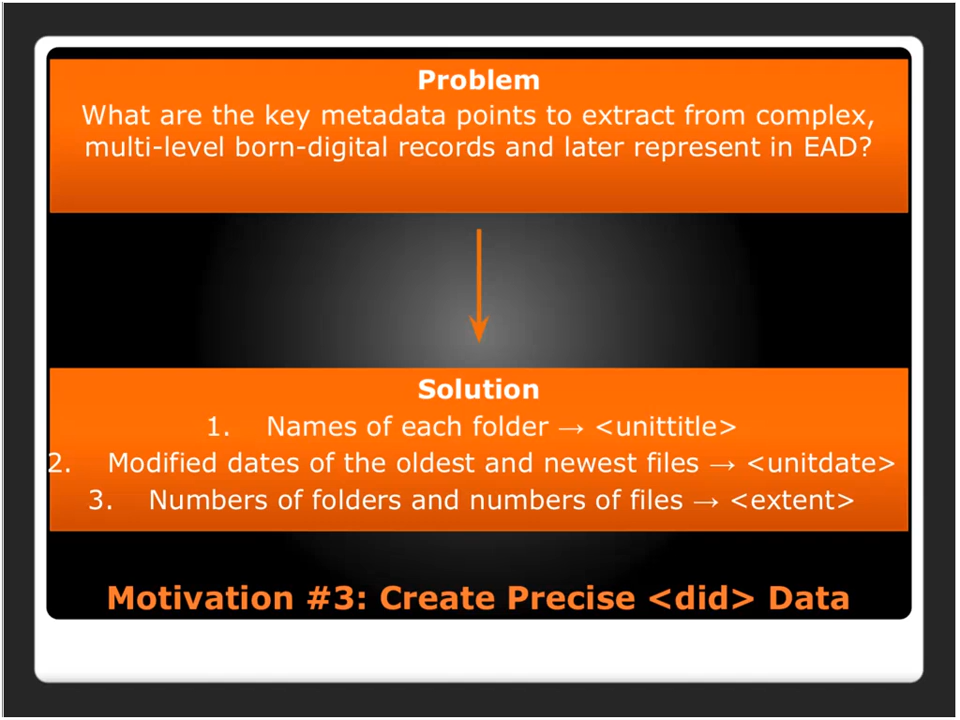 Problem
What are the key metadata points to extract from complex,
multi-level born-digital records and later represent in EAD?
Solution
1. Names of each folder → <unittitle>
2. Modified dates of the oldest and newest files → <unitdate>
3. Numbers of folders and numbers of files → <extent>
Motivation #3: Create Precise <did> Data